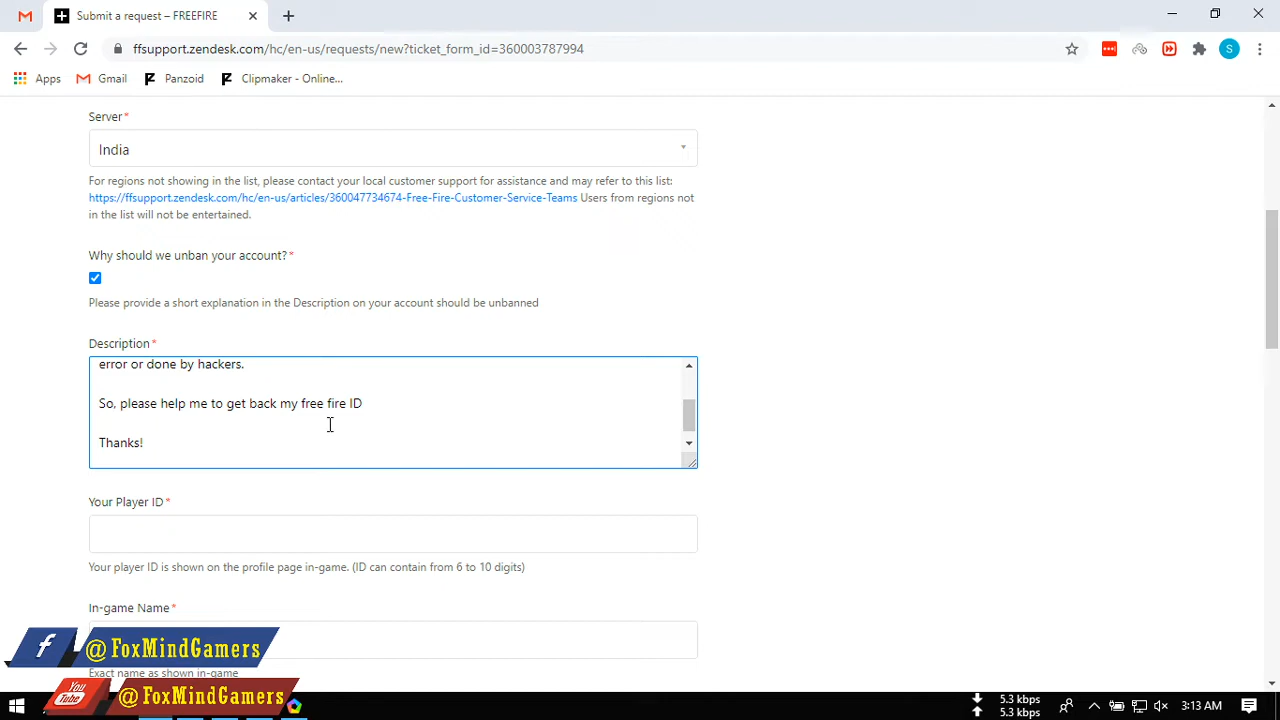 Submit a request – FREEFIRE
ffsupport.zendesk.com/hc/en-us/requests/new?ticket_form_id=360003787994
S
Apps Gmail Panzoid Clipmaker - Online...
Server*
India
For regions not showing in the list, please contact your local customer support for assistance and may refer to this list:
https://ffsupport.zendesk.com/hc/en-us/articles/360047734674-Free-Fire-Customer-Service-Teams Users from regions not
in the list will not be entertained.
Why should we unban your account?*
Please provide a short explanation in the Description on your account should be unbanned
Description*
error or done by hackers.
So, please help me to get back my free fire ID
Thanks!
Your Player ID*
Your player ID is shown on the profile page in-game. (ID can contain from 6 to 10 digits)
In-game Name*
f @FoxMindGamers
Exact name as shown in-game
You Tube @FoxMindGamers
5.3 kbps
5.3 kbps
3:13 AM